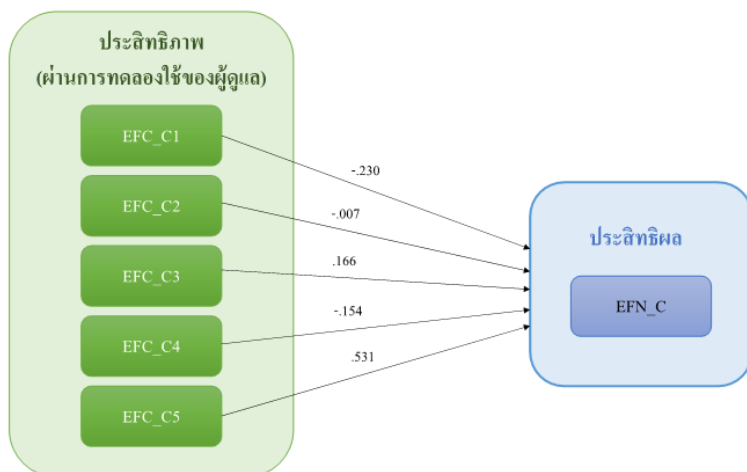 ประสิทธิภาพ
(ผ่านการทดลองใช้ของผู้ดูแล)
EFC_C1
EFC_C2
EFC_C3
EFC_C4
EFC_C5
-.230
-.007
.166
-.154
.531
ประสิทธิผล
EFN_C